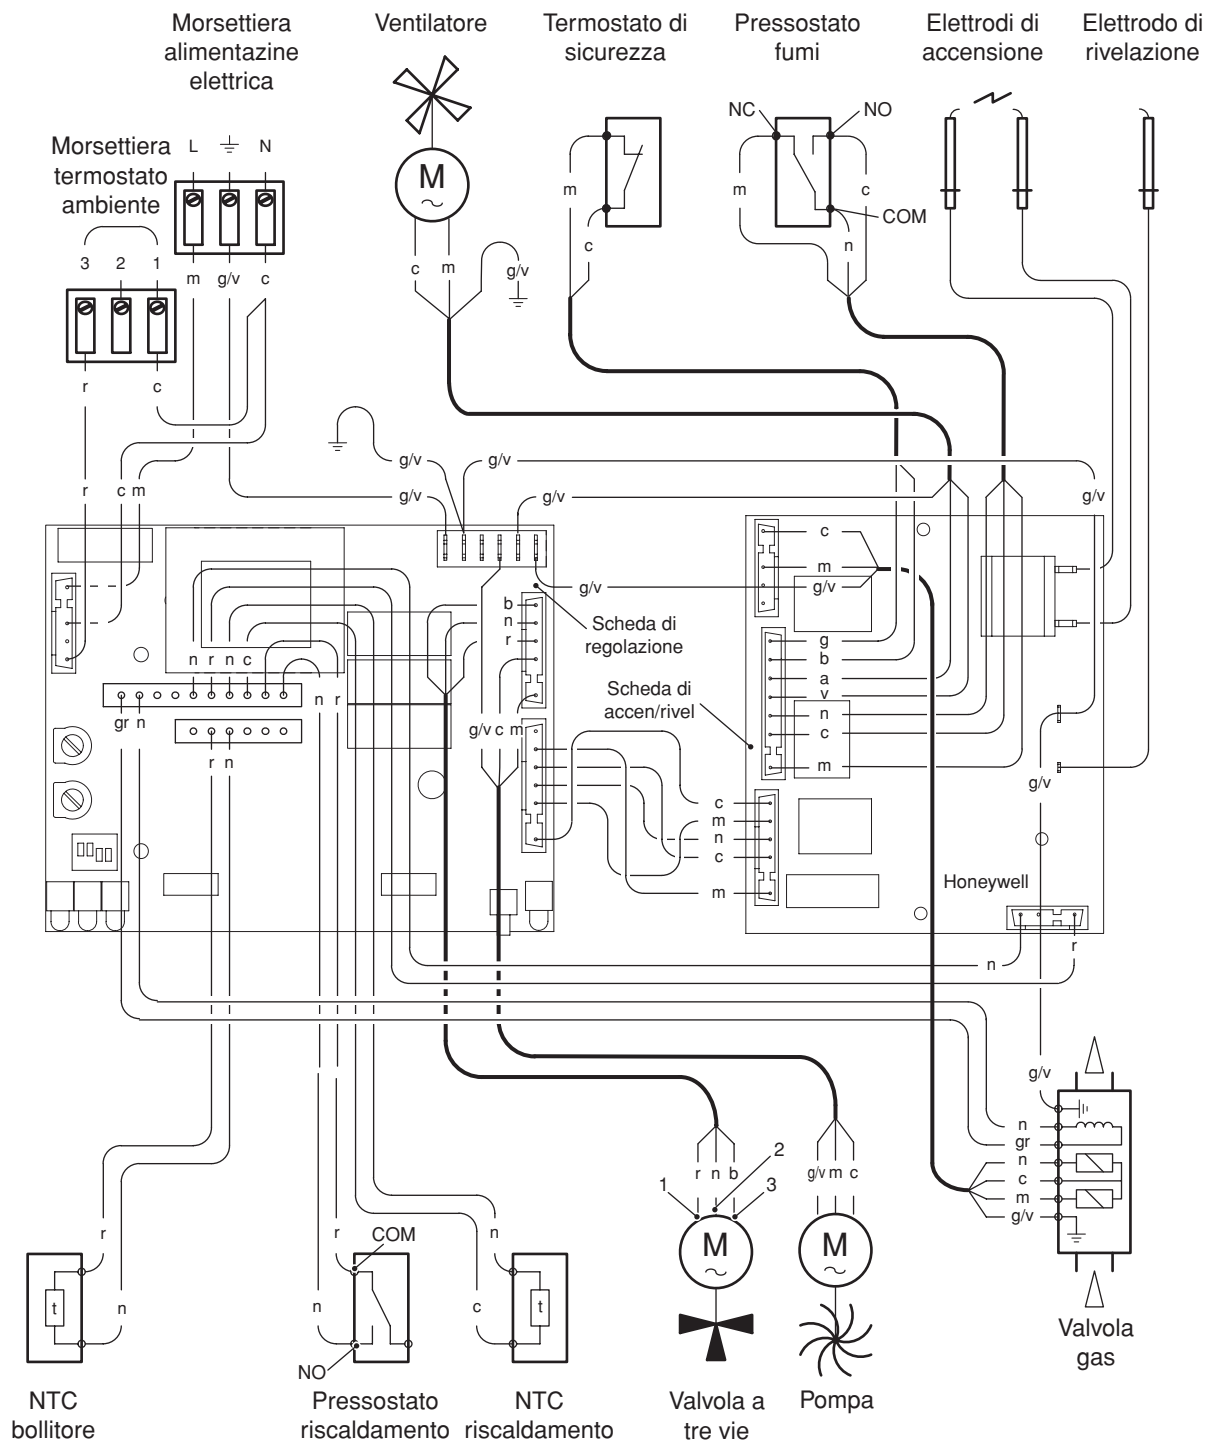 Morsettiera
alimentazine
elettrica
Ventilatore
Termostato di
sicurezza
Pressostato
fumi
Elettrodi di
accensione
Elettrodo di
rivelazione
NC
NO
Morsettiera
termostato
ambiente
L
N
M
m
c
m
c
COM
3
2
1
m
g/v
c
c
m
g/v
c
n
r
c
g/v
g/v
r
c m
g/v
g/v
g/v
c
m
g/v
g/v
b
n
r
Scheda di
regolazione
g
b
a
v
n
c
m
n r n c
n r
Scheda di
accen/rivel
gr n
g/v c m
r n
g/v
c
m
n
c
m
Honeywell
r
n
g/v
n
gr
n
c
m
g/v
2
r n b
g/v m c
1
3
r
r
COM
n
M
M
t
n
n
c
t
NO
Valvola
gas
NTC
bollitore
Pressostato
riscaldamento
NTC
riscaldamento
Valvola a
tre vie
Pompa